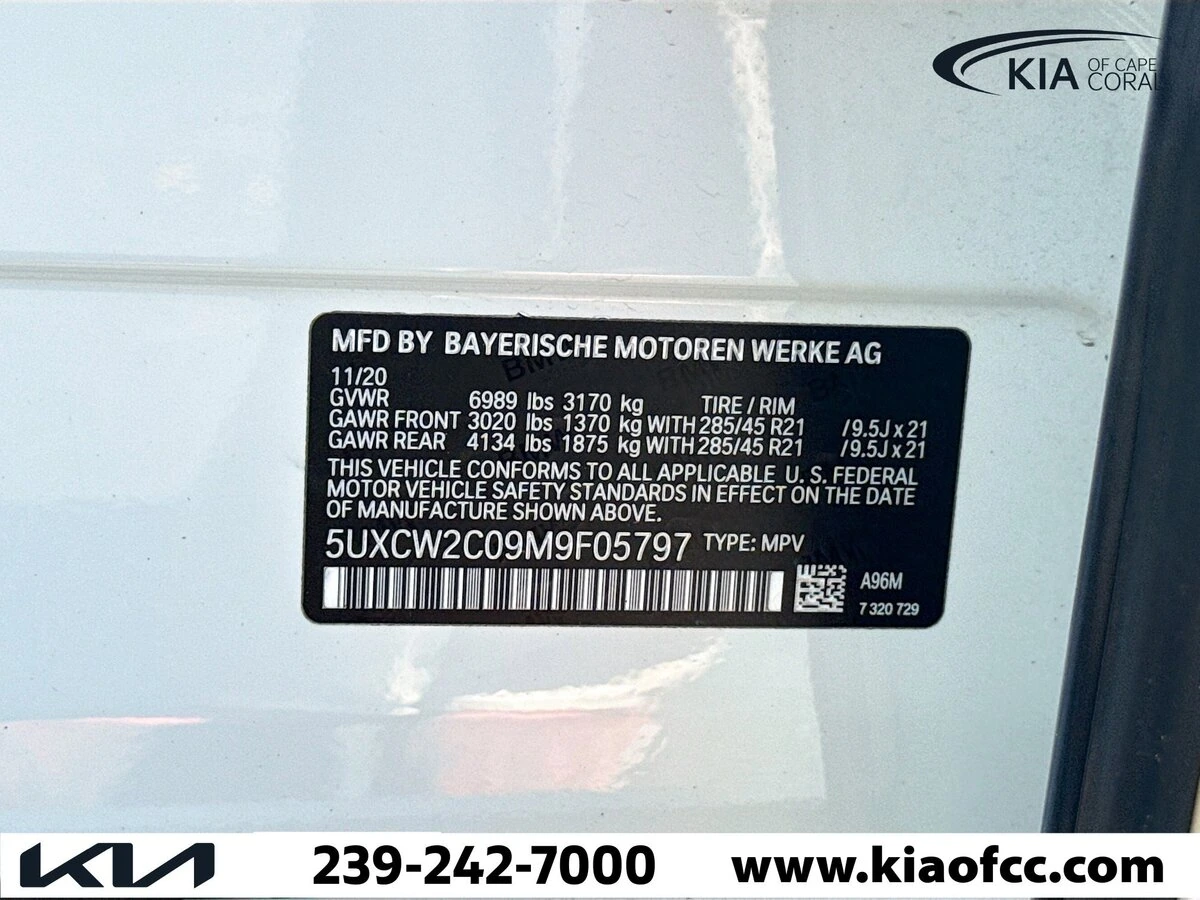 KIA OF CAPE CORAL
MFD BY BAYERISCHE MOTOREN WERKE AG
11/20
GVWR 6989 lbs 3170 kg TIRE / RIM
GAWR FRONT 3020 lbs 1370 kg WITH 285/45 R21 /9.5J x 21
GAWR REAR 4134 lbs 1875 kg WITH 285/45 R21 /9.5J x 21
THIS VEHICLE CONFORMS TO ALL APPLICABLE U. S. FEDERAL
MOTOR VEHICLE SAFETY STANDARDS IN EFFECT ON THE DATE
OF MANUFACTURE SHOWN ABOVE.
5UXCW2C09M9F05797 TYPE: MPV
A96M
7 320 729
KIA 239-242-7000 www.kiaofcc.com